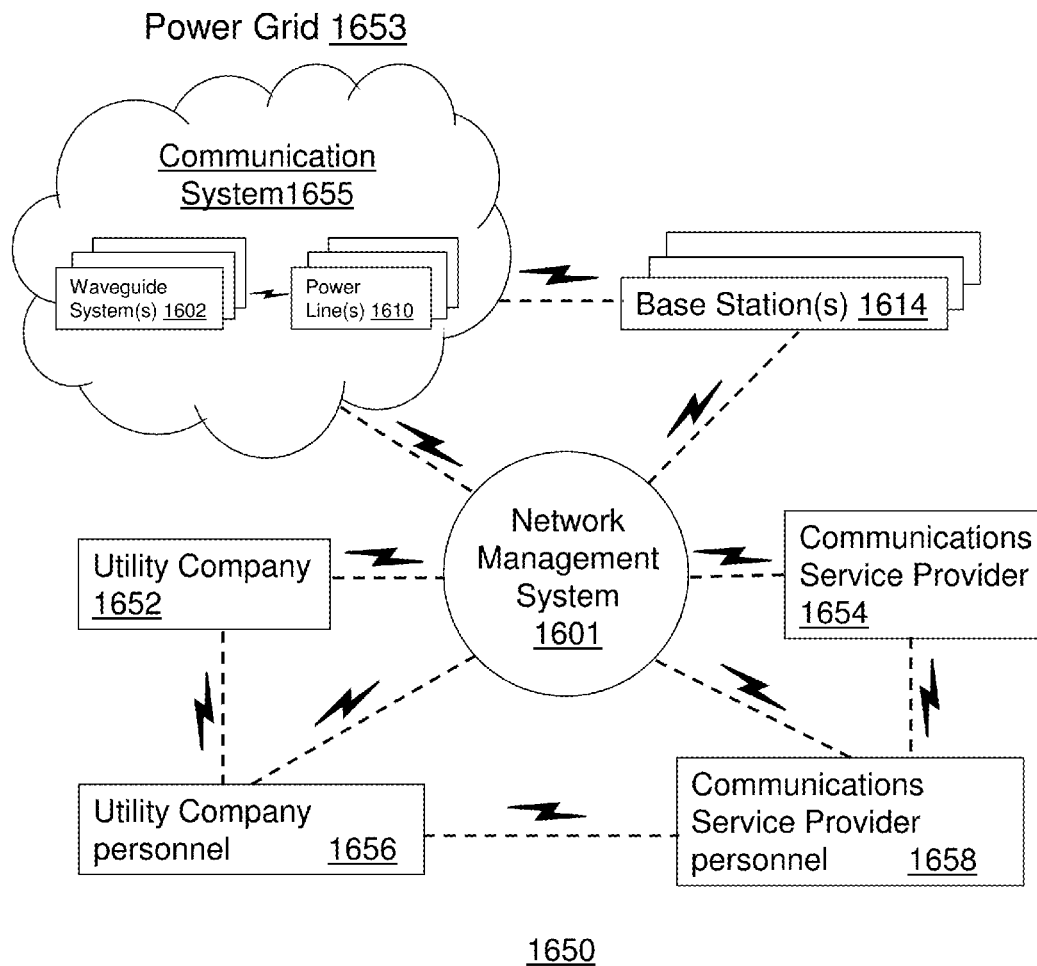 Power Grid 1653
Communication
System1655
Waveguide
System(s) 1602
Power
Line(s) 1610
Base Station(s) 1614
Network
Management
System
1601
Utility Company
1652
Communications
Service Provider
1654
Utility Company
personnel 1656
Communications
Service Provider
personnel 1658
1650